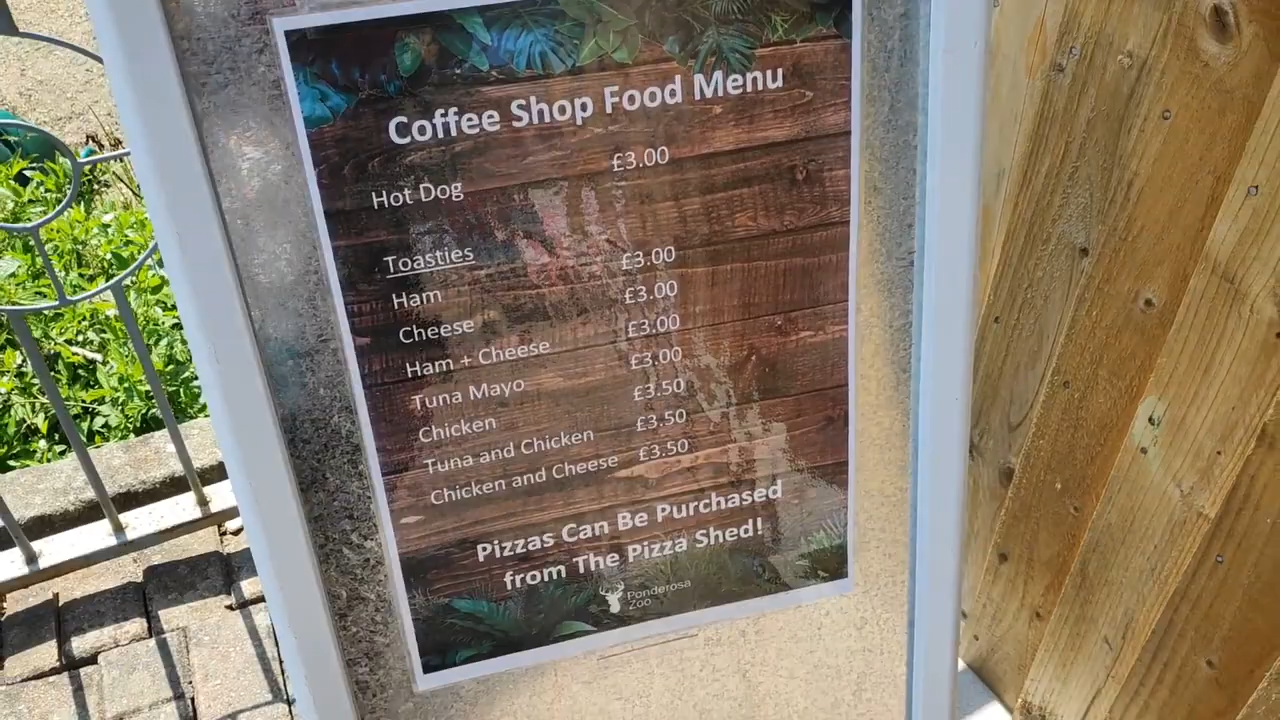 Coffee Shop Food Menu
Hot Dog £3.00
Toasties
Ham £3.00
Cheese £3.00
Ham + Cheese £3.00
Tuna Mayo £3.00
Chicken £3.50
Tuna and Chicken £3.50
Chicken and Cheese £3.50
Pizzas Can Be Purchased
from The Pizza Shed!
Ponderosa
Zoo